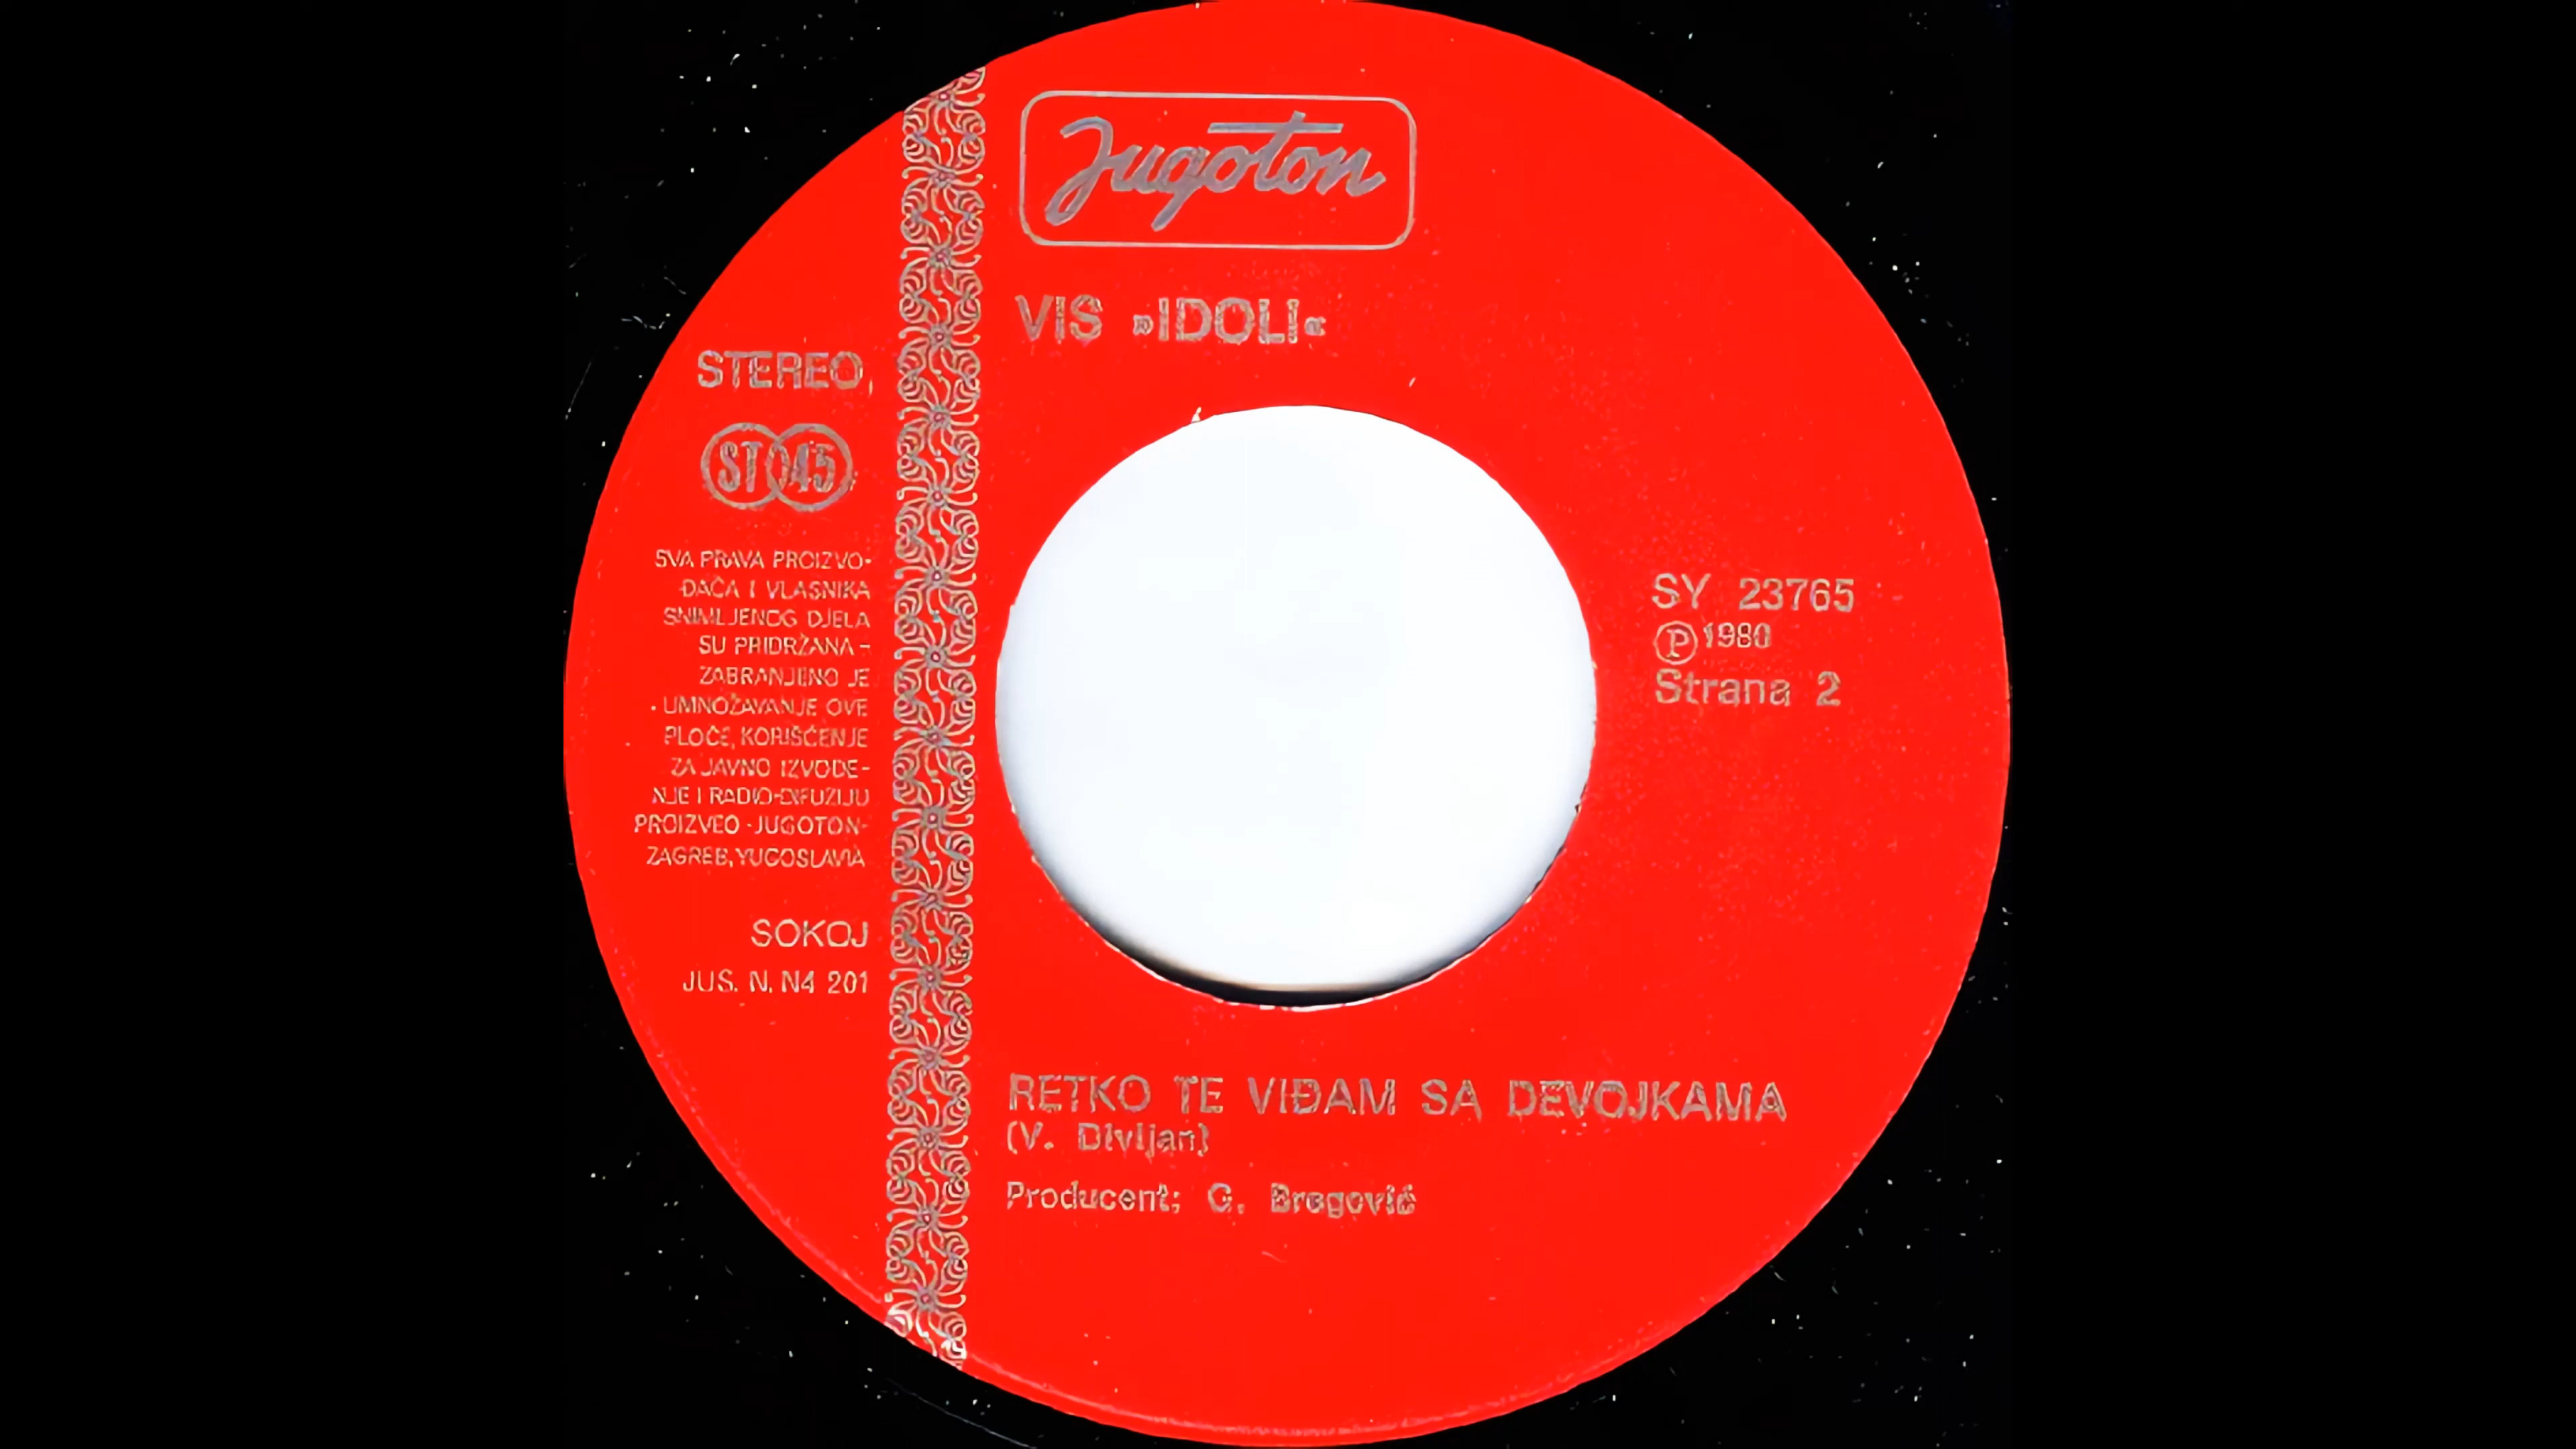 Jugoton
VIS »IDOLI«
STEREO
ST 45
SVA PRAVA PROIZVO-
ĐAČA I VLASNIKA
SNIMLJENOG DJELA
SU PRIDRŽANA -
ZABRANJENO JE
UMNOŽAVANJE OVE
PLOČE, KORIŠĆENJE
ZA JAVNO IZVOĐE-
NJE I RADIO-DIFUZIJU
PROIZVEO -JUGOTON-
ZAGREB, YUGOSLAVIA
SOKOJ
JUS. N. N4 201
SY 23765
Ⓟ 1980
Strana 2
RETKO TE VIĐAM SA DEVOJKAMA
(V. Divljan)
Producent: G. Bregović